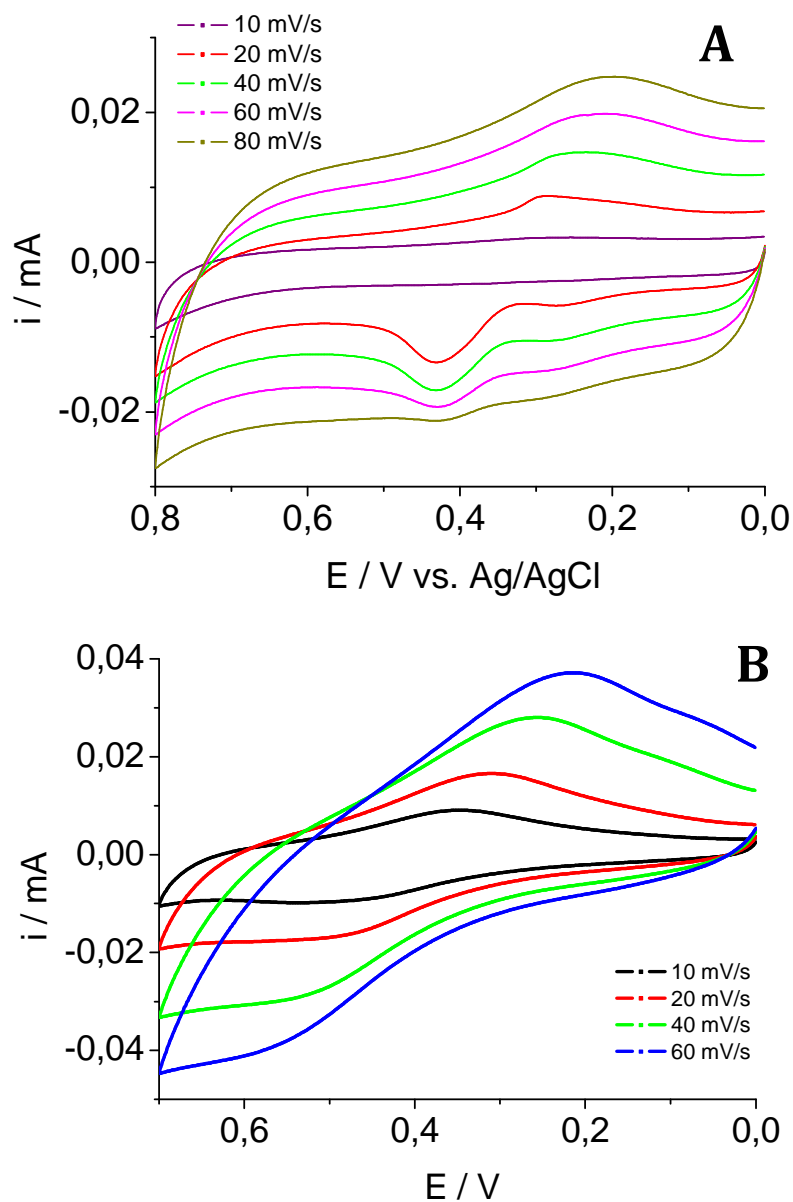 A
10 mV/s
20 mV/s
40 mV/s
60 mV/s
80 mV/s
0,02
0,00
-0,02
i / mA
0,8 0,6 0,4 0,2 0,0
E / V vs. Ag/AgCl
B
0,04
0,02
0,00
-0,02
-0,04
i / mA
10 mV/s
20 mV/s
40 mV/s
60 mV/s
0,6 0,4 0,2 0,0
E / V